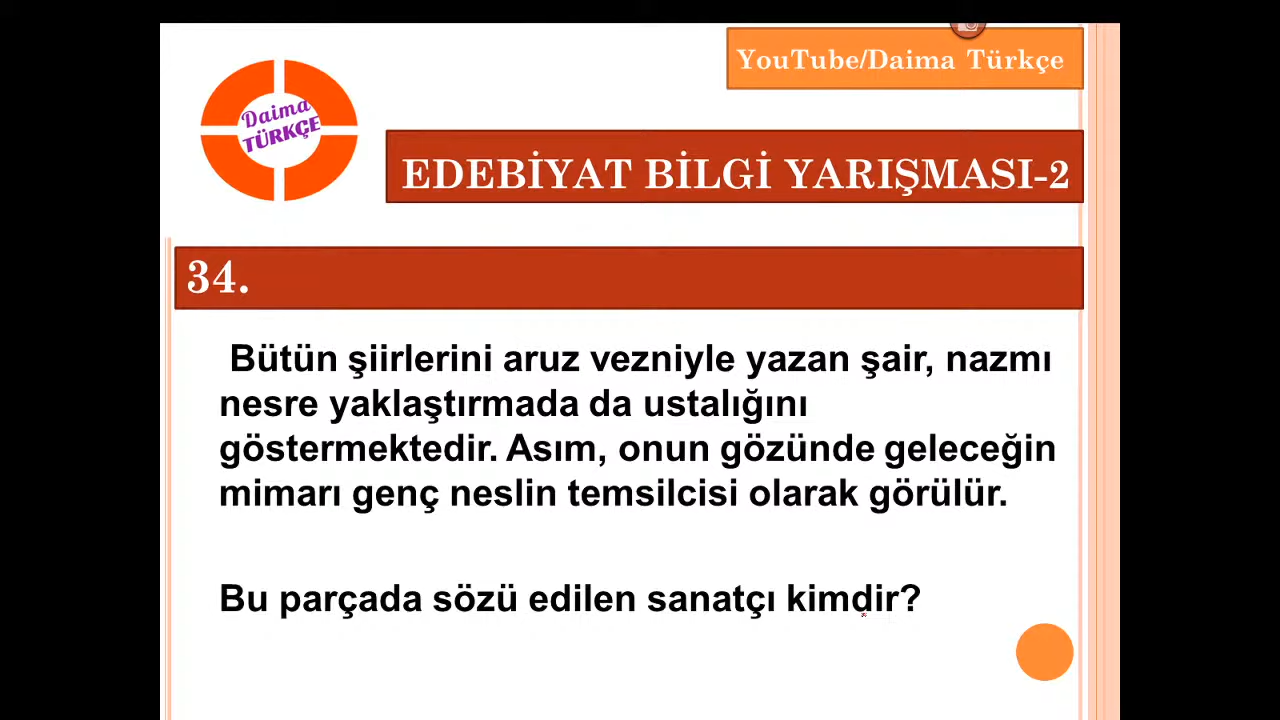 YouTube/Daima Türkçe
Daima
TÜRKÇE
EDEBİYAT BİLGİ YARIŞMASI-2
34.
Bütün şiirlerini aruz vezniyle yazan şair, nazmı
nesre yaklaştırmada da ustalığını
göstermektedir. Asım, onun gözünde geleceğin
mimarı genç neslin temsilcisi olarak görülür.
Bu parçada sözü edilen sanatçı kimdir?